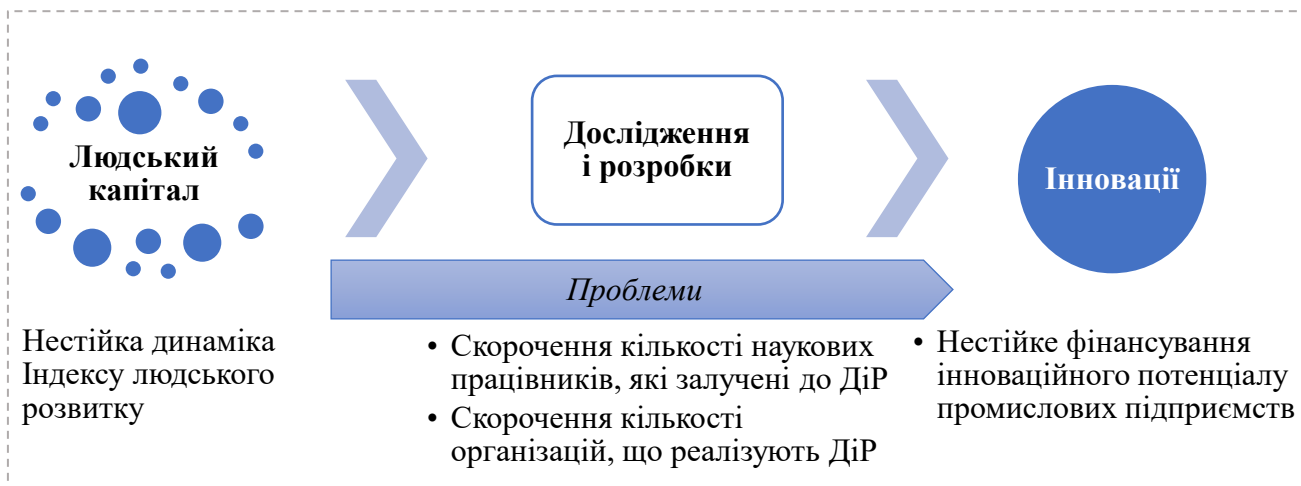 Людський
капітал
Дослідження
і розробки
Інновації
Проблеми
Нестійка динаміка
Індексу людського
розвитку
• Скорочення кількості наукових
працівників, які залучені до ДіР
• Скорочення кількості
організацій, що реалізують ДіР
• Нестійке фінансування
інноваційного потенціалу
промислових підприємств